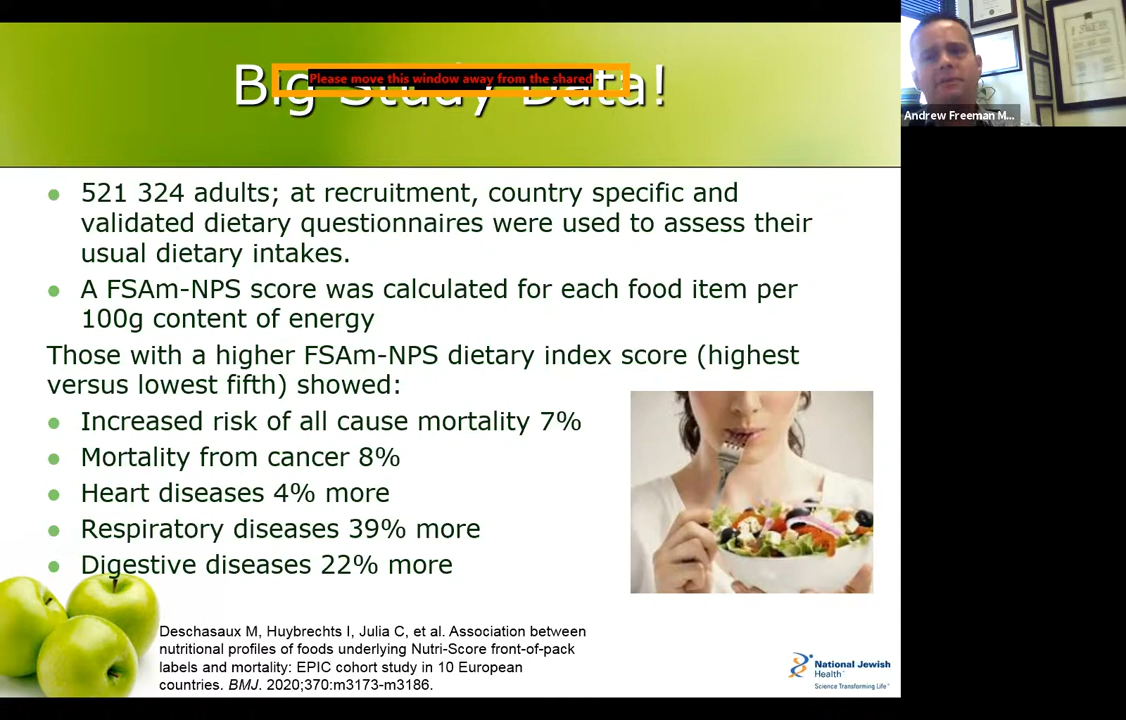 Big Study Data!
Please move this window away from the shared
Andrew Freeman M...
521 324 adults; at recruitment, country specific and
validated dietary questionnaires were used to assess their
usual dietary intakes.
A FSAm-NPS score was calculated for each food item per
100g content of energy
Those with a higher FSAm-NPS dietary index score (highest
versus lowest fifth) showed:
Increased risk of all cause mortality 7%
Mortality from cancer 8%
Heart diseases 4% more
Respiratory diseases 39% more
Digestive diseases 22% more
Deschasaux M, Huybrechts I, Julia C, et al. Association between
nutritional profiles of foods underlying Nutri-Score front-of-pack
labels and mortality: EPIC cohort study in 10 European
countries. BMJ. 2020;370:m3173-m3186.
National Jewish
Health
Science Transforming Life